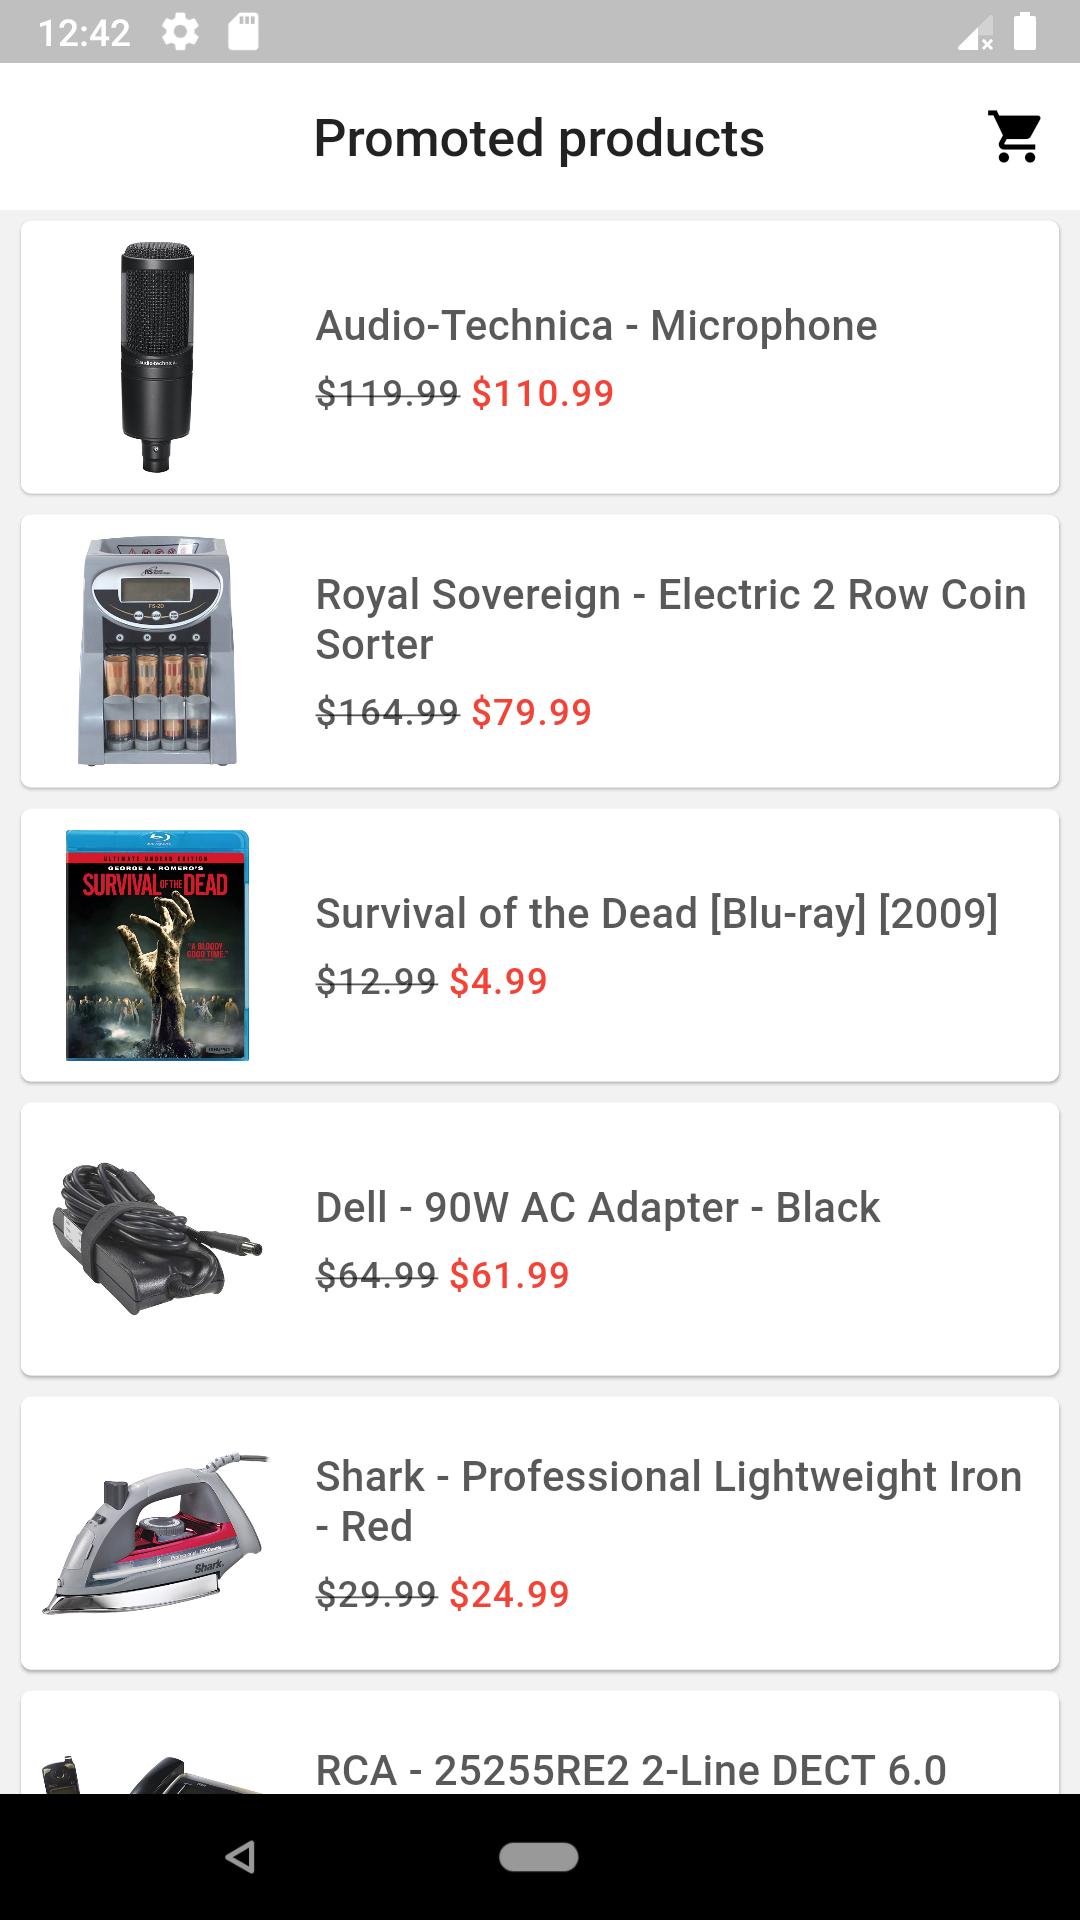 12:42
Promoted products
audio-technica
Audio-Technica - Microphone
$119.99 $110.99
RS
FS-2D
Royal Sovereign - Electric 2 Row Coin
Sorter
$164.99 $79.99
ULTIMATE UNDEAD EDITION
GEORGE A. ROMERO'S
SURVIVAL OF THE DEAD
"A BLOODY
GOOD TIME."
Survival of the Dead [Blu-ray] [2009]
$12.99 $4.99
Dell - 90W AC Adapter - Black
$64.99 $61.99
Professional
Shark
Shark - Professional Lightweight Iron
- Red
$29.99 $24.99
RCA - 25255RE2 2-Line DECT 6.0